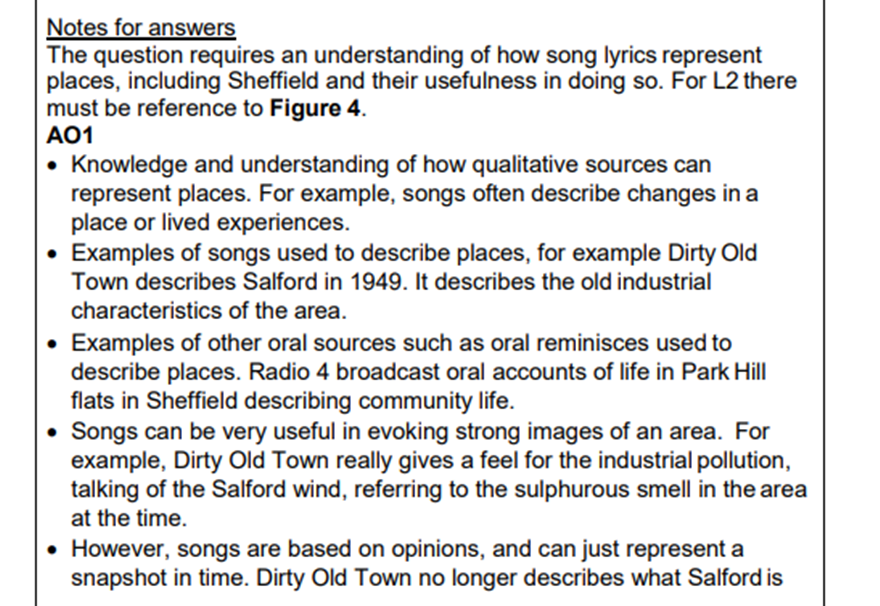 Notes for answers
The question requires an understanding of how song lyrics represent
places, including Sheffield and their usefulness in doing so. For L2 there
must be reference to Figure 4.
AO1
• Knowledge and understanding of how qualitative sources can
represent places. For example, songs often describe changes in a
place or lived experiences.
• Examples of songs used to describe places, for example Dirty Old
Town describes Salford in 1949. It describes the old industrial
characteristics of the area.
• Examples of other oral sources such as oral reminisces used to
describe places. Radio 4 broadcast oral accounts of life in Park Hill
flats in Sheffield describing community life.
• Songs can be very useful in evoking strong images of an area. For
example, Dirty Old Town really gives a feel for the industrial pollution,
talking of the Salford wind, referring to the sulphurous smell in the area
at the time.
• However, songs are based on opinions, and can just represent a
snapshot in time. Dirty Old Town no longer describes what Salford is